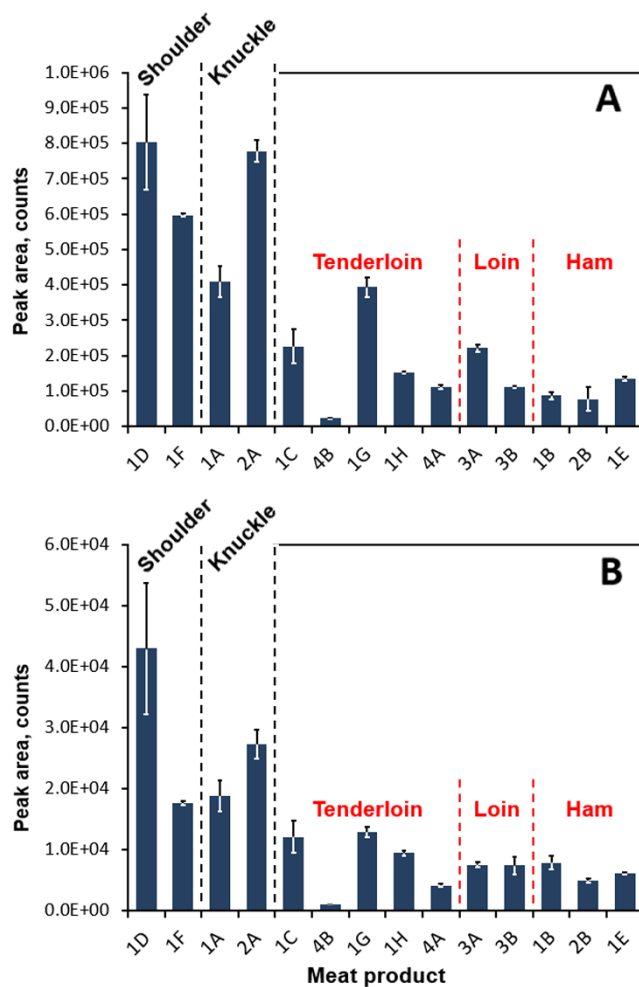 Shoulder
Knuckle
A
Peak area, counts
1.0E+06
9.0E+05
8.0E+05
7.0E+05
6.0E+05
5.0E+05
4.0E+05
3.0E+05
2.0E+05
1.0E+05
0.0E+00
Tenderloin Loin Ham
1D 1F 1A 2A 1C 4B 1G 1H 4A 3A 3B 1B 2B 1E
Shoulder
Knuckle
B
Peak area, counts
6.0E+04
5.0E+04
4.0E+04
3.0E+04
2.0E+04
1.0E+04
0.0E+00
Tenderloin Loin Ham
1D 1F 1A 2A 1C 4B 1G 1H 4A 3A 3B 1B 2B 1E
Meat product